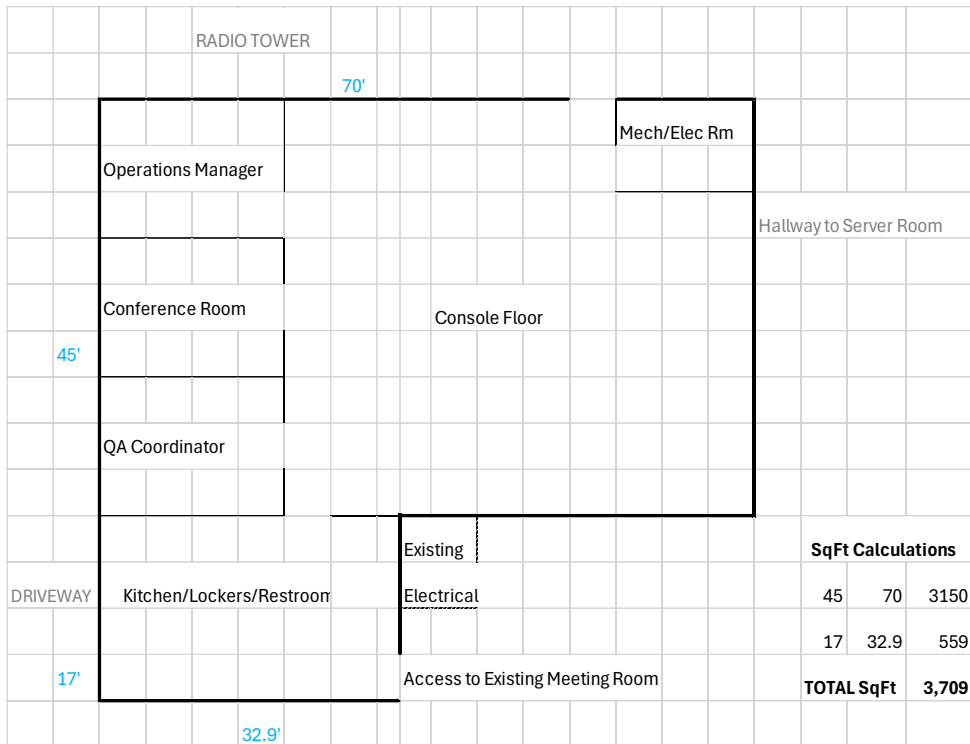 RADIO TOWER
70'
Mech/Elec Rm
Operations Manager
Hallway to Server Room
Conference Room
Console Floor
45'
QA Coordinator
Existing
SqFt Calculations
DRIVEWAY
Kitchen/Lockers/Restroom
Electrical
45 70 3150
17 32.9 559
17'
Access to Existing Meeting Room
TOTAL SqFt 3,709
32.9'